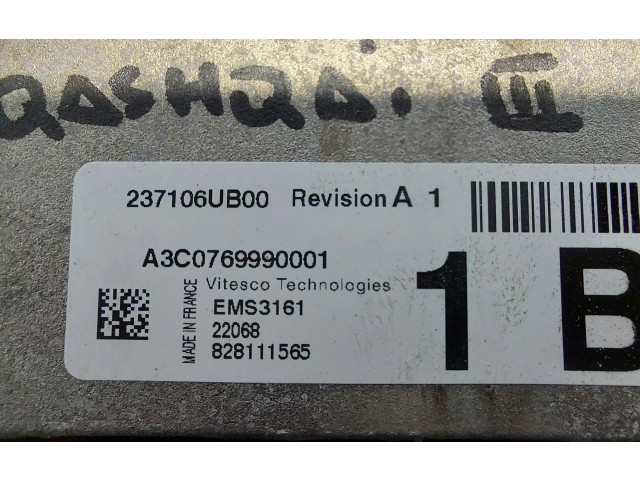 QASHQAI III
237106UB00 Revision A 1
A3C0769990001
Vitesco Technologies
MADE IN FRANCE
EMS3161
22068
828111565
1 B